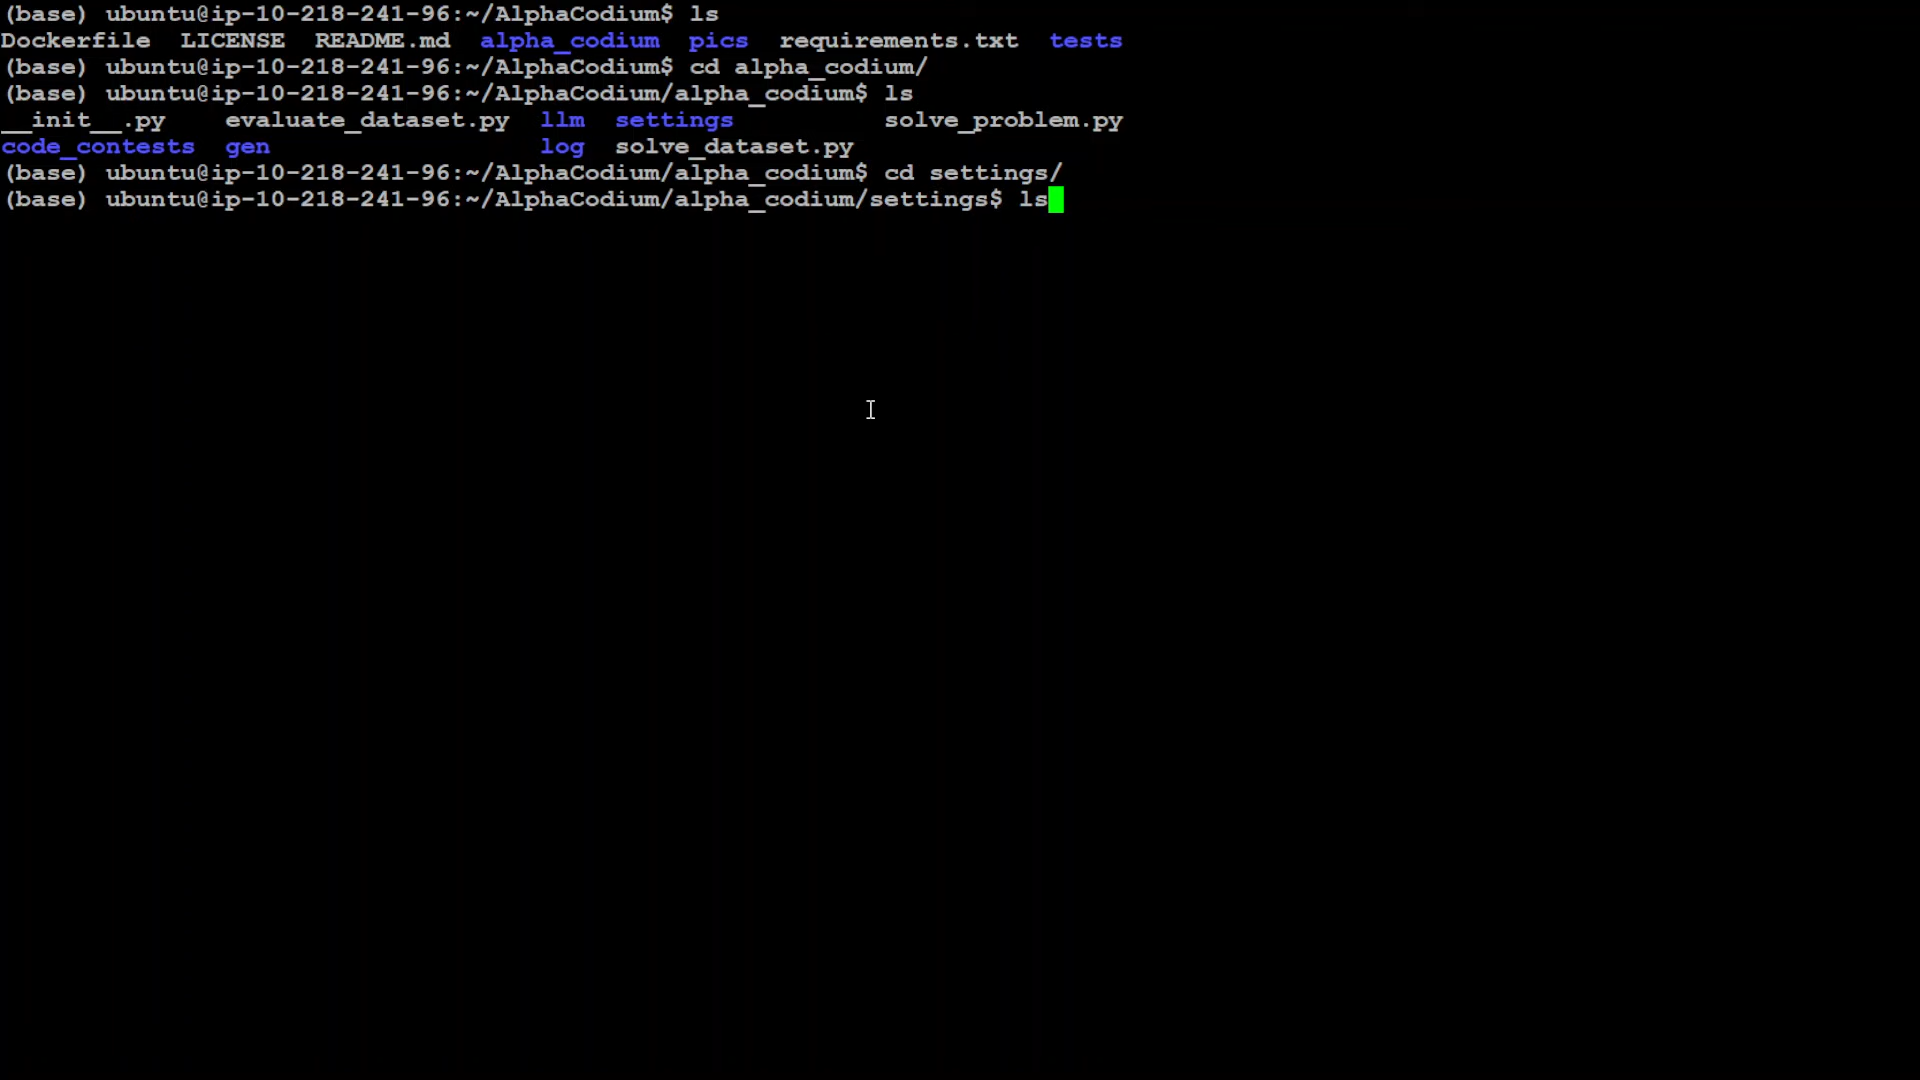 (base) ubuntu@ip-10-218-241-96:~/AlphaCodium$ ls
Dockerfile  LICENSE  README.md  alpha_codium  pics  requirements.txt  tests
(base) ubuntu@ip-10-218-241-96:~/AlphaCodium$ cd alpha_codium/
(base) ubuntu@ip-10-218-241-96:~/AlphaCodium/alpha_codium$ ls
__init__.py    evaluate_dataset.py  llm  settings          solve_problem.py
code_contests  gen                  log  solve_dataset.py
(base) ubuntu@ip-10-218-241-96:~/AlphaCodium/alpha_codium$ cd settings/
(base) ubuntu@ip-10-218-241-96:~/AlphaCodium/alpha_codium/settings$ ls